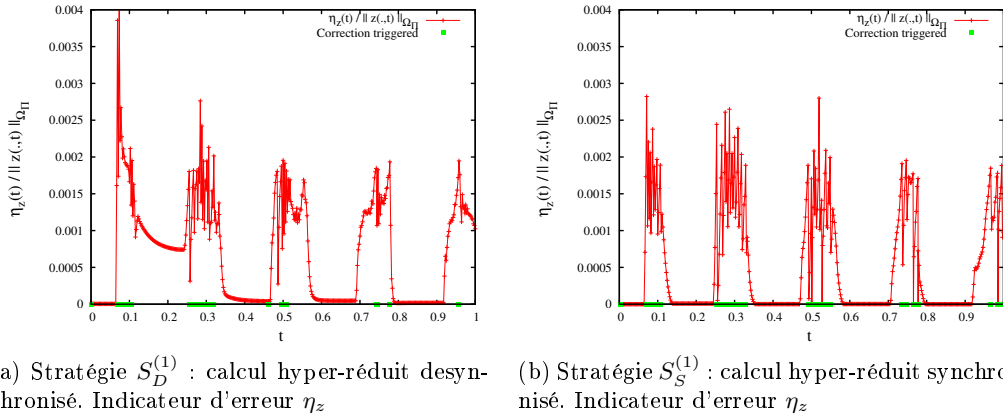 η_z(t) / || z(.,t) ||_Ω_Π
Correction triggered
0.004
0.0035
0.003
0.0025
0.002
0.0015
0.001
0.0005
0
η_z(t) / || z(.,t) ||_Ω_Π
0 0.1 0.2 0.3 0.4 0.5 0.6 0.7 0.8 0.9 1
t
a) Stratégie S_D^(1) : calcul hyper-réduit desyn-
hronisé. Indicateur d'erreur η_z
η_z(t) / || z(.,t) ||_Ω_Π
Correction triggered
0.004
0.0035
0.003
0.0025
0.002
0.0015
0.001
0.0005
0
η_z(t) / || z(.,t) ||_Ω_Π
0 0.1 0.2 0.3 0.4 0.5 0.6 0.7 0.8 0.9
t
(b) Stratégie S_S^(1) : calcul hyper-réduit synchro
nisé. Indicateur d'erreur η_z